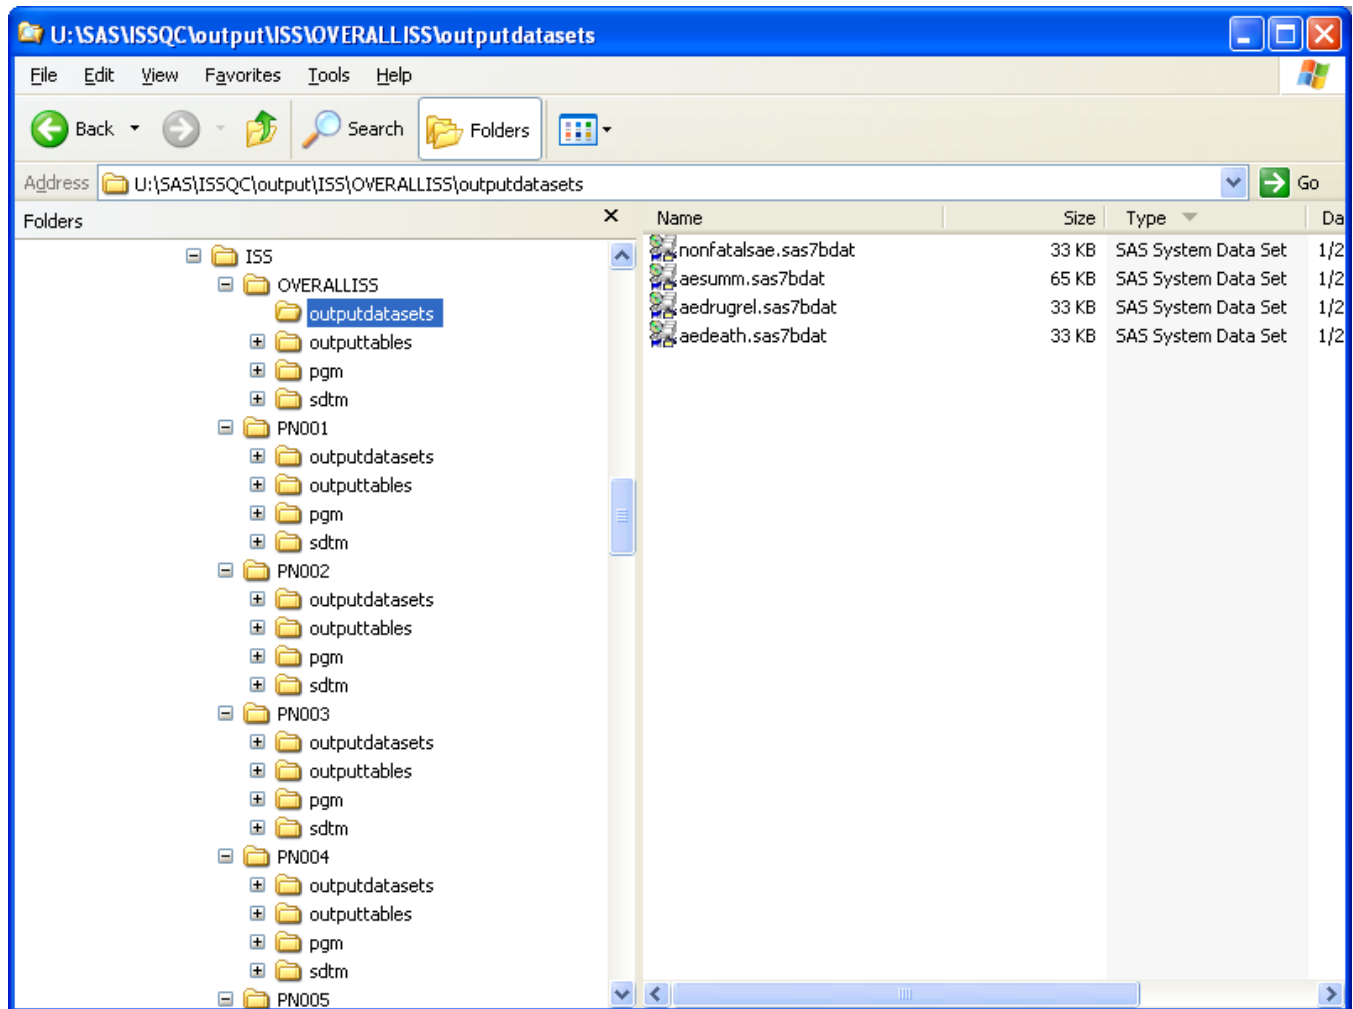 U:\SAS\ISSQC\output\ISS\OVERALLISS\outputdatasets
File Edit View Favorites Tools Help
Back Search Folders
Address U:\SAS\ISSQC\output\ISS\OVERALLISS\outputdatasets Go
Folders x
ISS
OVERALLISS
outputdatasets
outputtables
pgm
sdtm
PN001
outputdatasets
outputtables
pgm
sdtm
PN002
outputdatasets
outputtables
pgm
sdtm
PN003
outputdatasets
outputtables
pgm
sdtm
PN004
outputdatasets
outputtables
pgm
sdtm
PN005
Name Size Type Da
nonfatalsae.sas7bdat 33 KB SAS System Data Set 1/2
aesumm.sas7bdat 65 KB SAS System Data Set 1/2
aedrugrel.sas7bdat 33 KB SAS System Data Set 1/2
aedeath.sas7bdat 33 KB SAS System Data Set 1/2